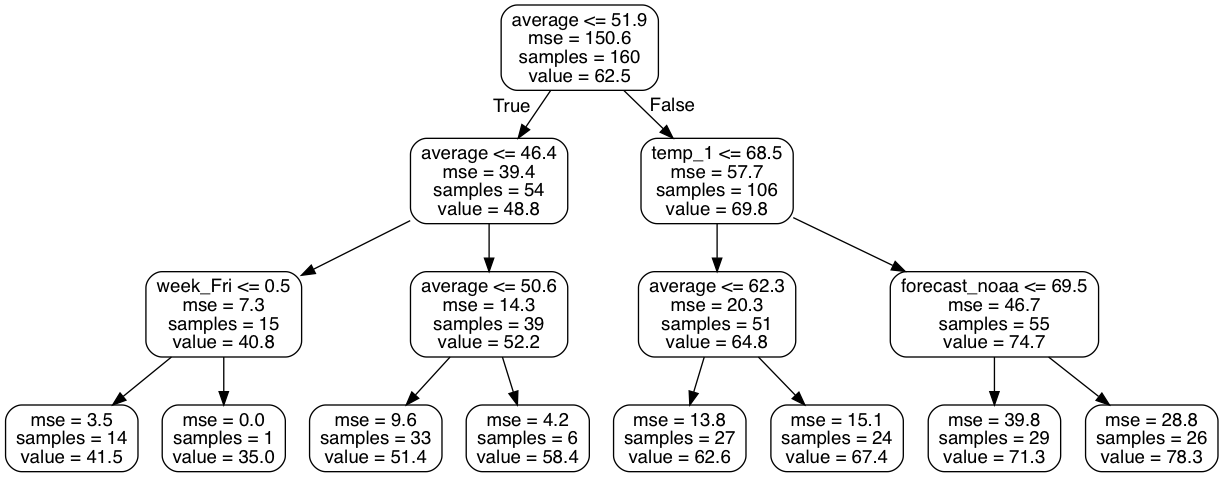 average <= 51.9
mse = 150.6
samples = 160
value = 62.5
True
False
average <= 46.4
mse = 39.4
samples = 54
value = 48.8
temp_1 <= 68.5
mse = 57.7
samples = 106
value = 69.8
week_Fri <= 0.5
mse = 7.3
samples = 15
value = 40.8
average <= 50.6
mse = 14.3
samples = 39
value = 52.2
average <= 62.3
mse = 20.3
samples = 51
value = 64.8
forecast_noaa <= 69.5
mse = 46.7
samples = 55
value = 74.7
mse = 3.5
samples = 14
value = 41.5
mse = 0.0
samples = 1
value = 35.0
mse = 9.6
samples = 33
value = 51.4
mse = 4.2
samples = 6
value = 58.4
mse = 13.8
samples = 27
value = 62.6
mse = 15.1
samples = 24
value = 67.4
mse = 39.8
samples = 29
value = 71.3
mse = 28.8
samples = 26
value = 78.3